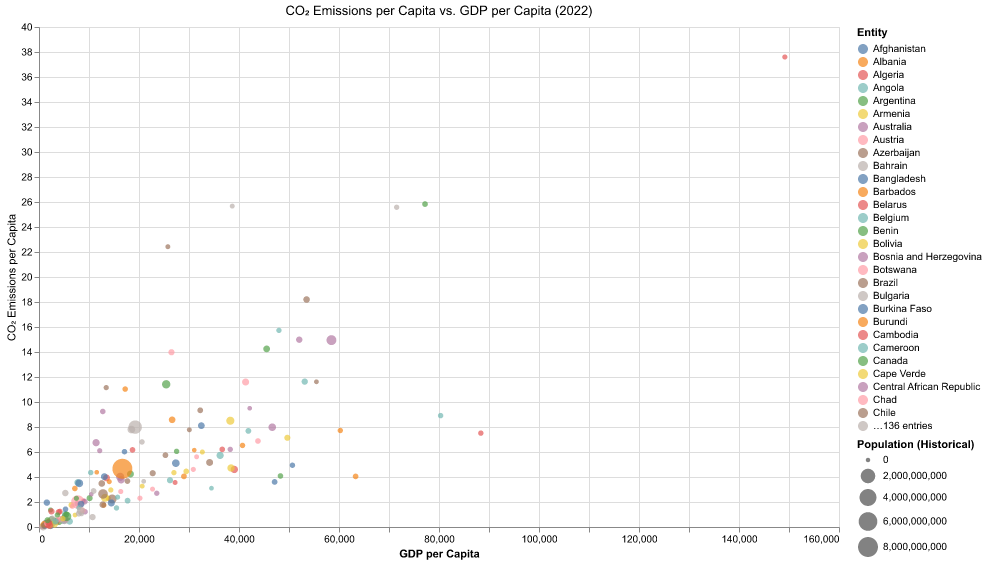 CO₂ Emissions per Capita vs. GDP per Capita (2022)
40
38
36
34
32
30
28
26
24
22
20
18
16
14
12
10
8
6
4
2
0
CO₂ Emissions per Capita
0
20,000
40,000
60,000
80,000
100,000
120,000
140,000
160,000
GDP per Capita
Entity
Afghanistan
Albania
Algeria
Angola
Argentina
Armenia
Australia
Austria
Azerbaijan
Bahrain
Bangladesh
Barbados
Belarus
Belgium
Benin
Bolivia
Bosnia and Herzegovina
Botswana
Brazil
Bulgaria
Burkina Faso
Burundi
Cambodia
Cameroon
Canada
Cape Verde
Central African Republic
Chad
Chile
…136 entries
Population (Historical)
0
2,000,000,000
4,000,000,000
6,000,000,000
8,000,000,000